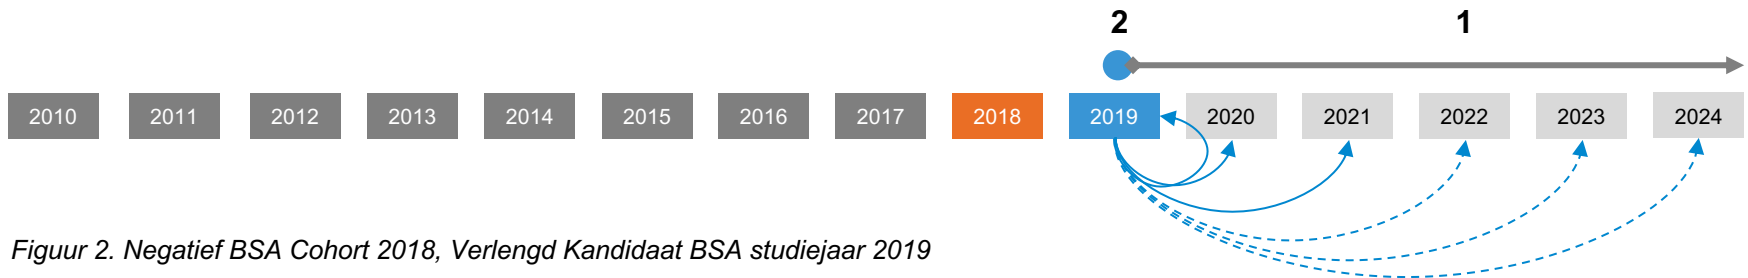 2 1
2010 2011 2012 2013 2014 2015 2016 2017 2018 2019 2020 2021 2022 2023 2024
Figuur 2. Negatief BSA Cohort 2018, Verlengd Kandidaat BSA studiejaar 2019